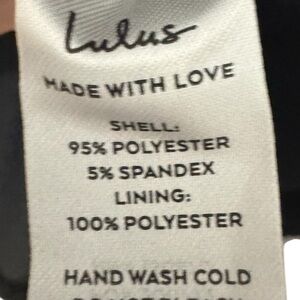 Lulus
MADE WITH LOVE
SHELL:
95% POLYESTER
5% SPANDEX
LINING:
100% POLYESTER
HAND WASH COLD